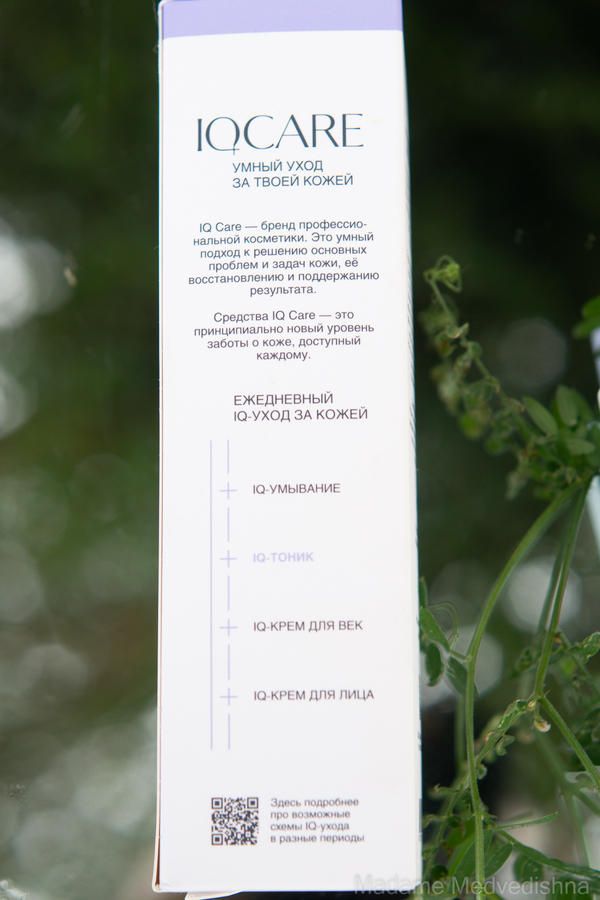 IQCARE
УМНЫЙ УХОД
ЗА ТВОЕЙ КОЖЕЙ
IQ Care — бренд профессио-
нальной косметики. Это умный
подход к решению основных
проблем и задач кожи, её
восстановлению и поддержанию
результата.
Средства IQ Care — это
принципиально новый уровень
заботы о коже, доступный
каждому.
ЕЖЕДНЕВНЫЙ
IQ-УХОД ЗА КОЖЕЙ
IQ-УМЫВАНИЕ
IQ-ТОНИК
IQ-КРЕМ ДЛЯ ВЕК
IQ-КРЕМ ДЛЯ ЛИЦА
Здесь подробнее
про возможные
схемы IQ-ухода
в разные периоды
Madame Medvedishna